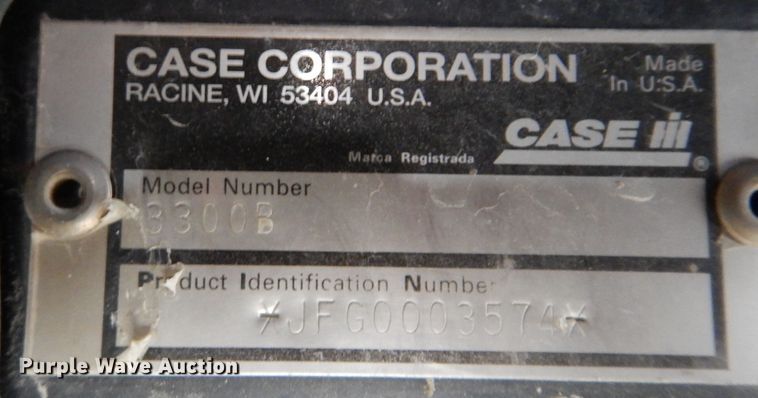 CASE CORPORATION
RACINE, WI 53404 U.S.A.
Made
In U.S.A.
CASE III
®
Marca Registrada
Model Number
3300B
Product Identification Number
*JFG0003574*
Purple Wave Auction